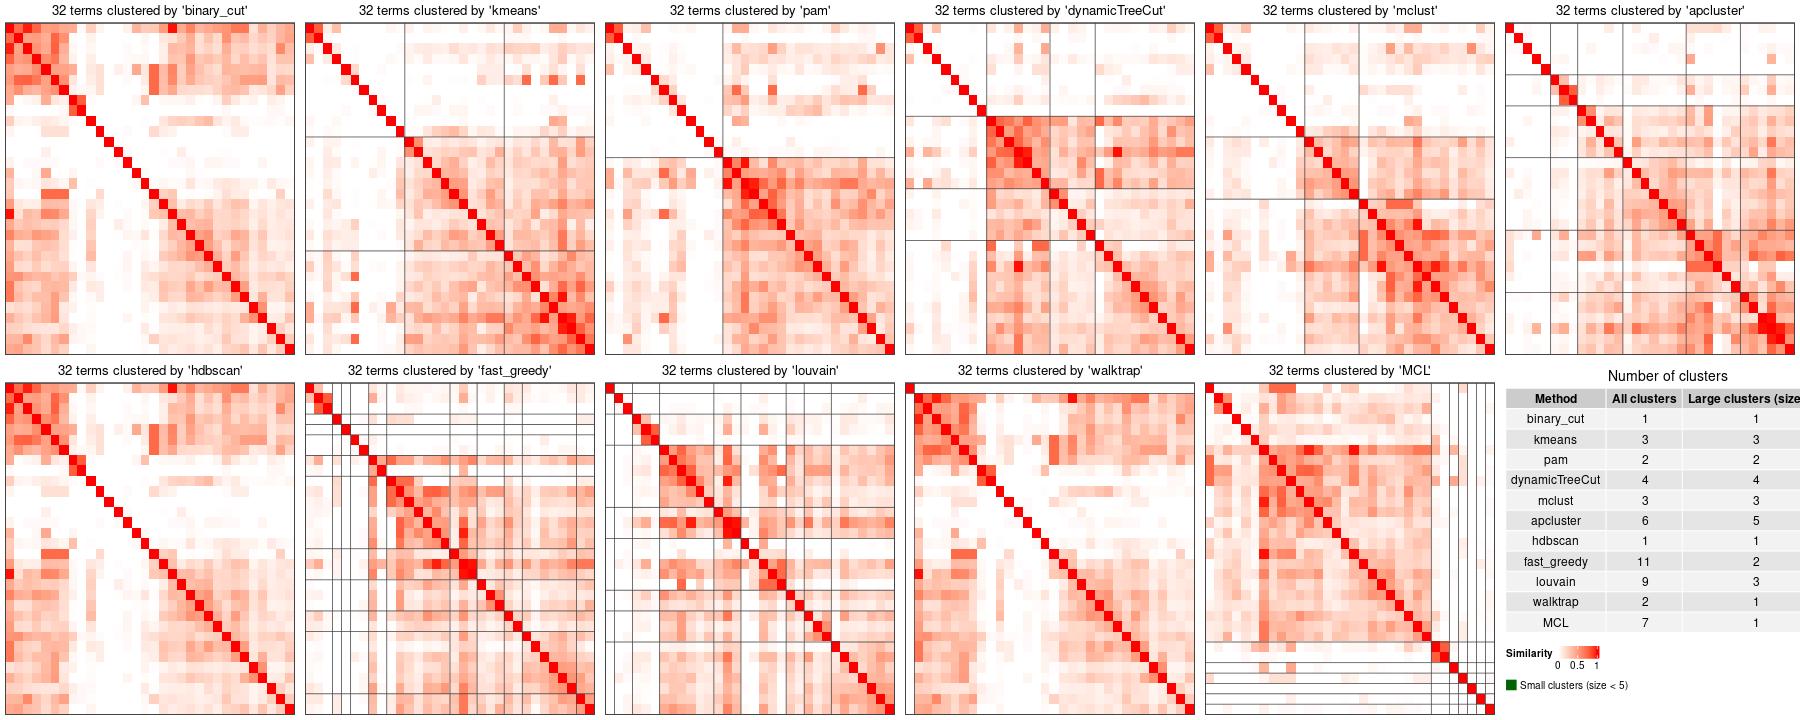 32 terms clustered by 'binary_cut'
32 terms clustered by 'kmeans'
32 terms clustered by 'pam'
32 terms clustered by 'dynamicTreeCut'
32 terms clustered by 'mclust'
32 terms clustered by 'apcluster'
32 terms clustered by 'hdbscan'
32 terms clustered by 'fast_greedy'
32 terms clustered by 'louvain'
32 terms clustered by 'walktrap'
32 terms clustered by 'MCL'
Number of clusters
Method All clusters Large clusters (size
binary_cut 1 1
kmeans 3 3
pam 2 2
dynamicTreeCut 4 4
mclust 3 3
apcluster 6 5
hdbscan 1 1
fast_greedy 11 2
louvain 9 3
walktrap 2 1
MCL 7 1
Similarity
0 0.5 1
Small clusters (size < 5)